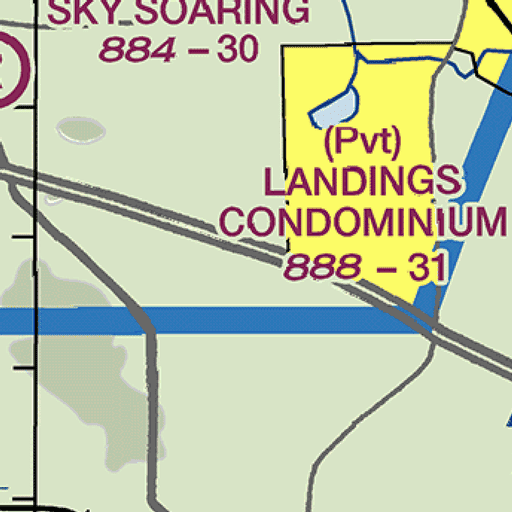 SKY SOARING
884 – 30
(Pvt)
LANDINGS
CONDOMINIUM
888 – 31